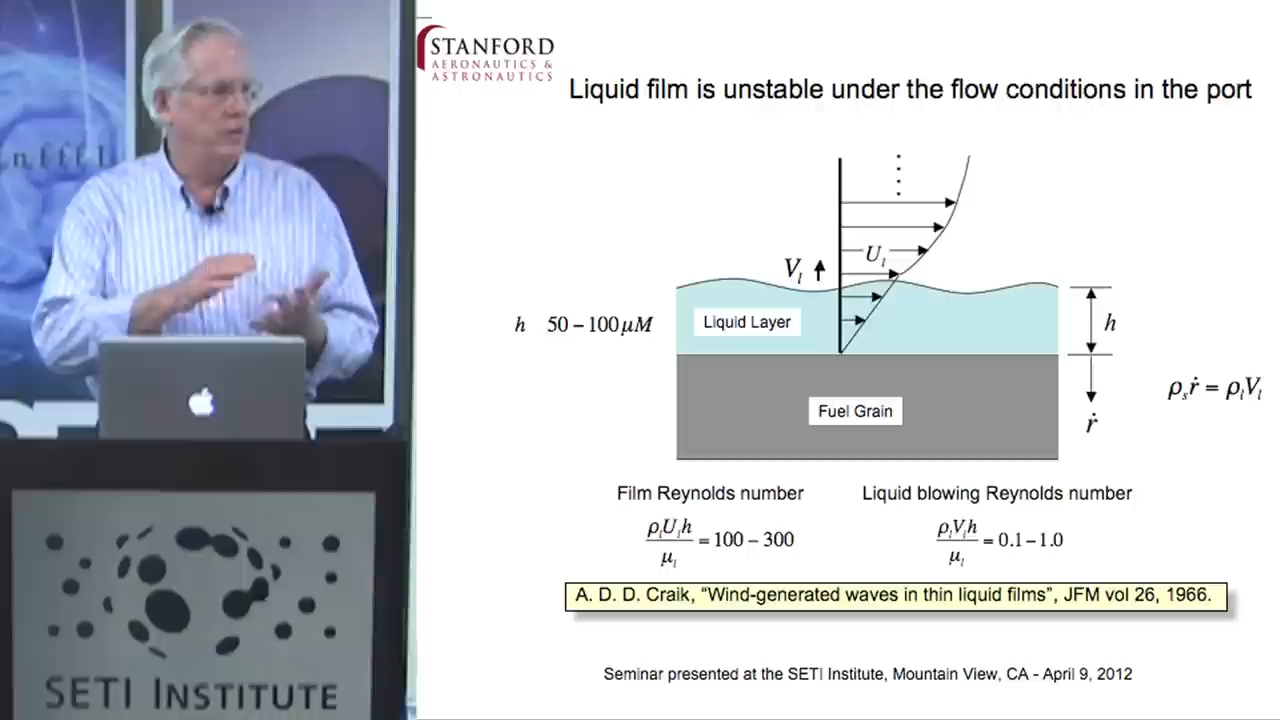 STANFORD
AERONAUTICS &
ASTRONAUTICS
Liquid film is unstable under the flow conditions in the port
U_l
V_l
Liquid Layer
h 50 – 100 μM
h
Fuel Grain
ṙ
ρ_s ṙ = ρ_l V_l
Film Reynolds number
Liquid blowing Reynolds number
ρ_l U_l h / μ_l = 100 – 300
ρ_l V_l h / μ_l = 0.1 – 1.0
A. D. D. Craik, “Wind-generated waves in thin liquid films”, JFM vol 26, 1966.
Seminar presented at the SETI Institute, Mountain View, CA - April 9, 2012
SETI INSTITUTE